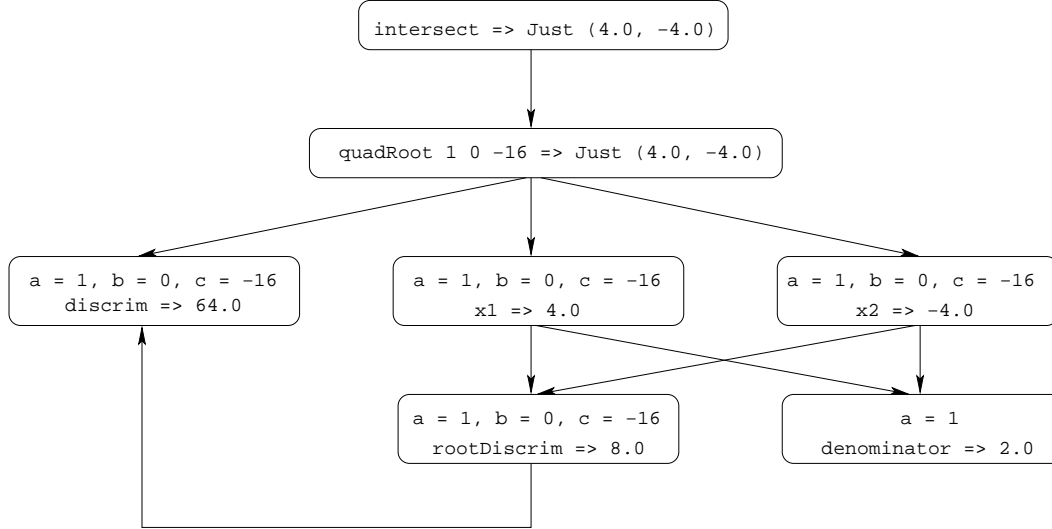 intersect => Just (4.0, -4.0)
quadRoot 1 0 -16 => Just (4.0, -4.0)
a = 1, b = 0, c = -16
discrim => 64.0
a = 1, b = 0, c = -16
x1 => 4.0
a = 1, b = 0, c = -16
x2 => -4.0
a = 1, b = 0, c = -16
rootDiscrim => 8.0
a = 1
denominator => 2.0